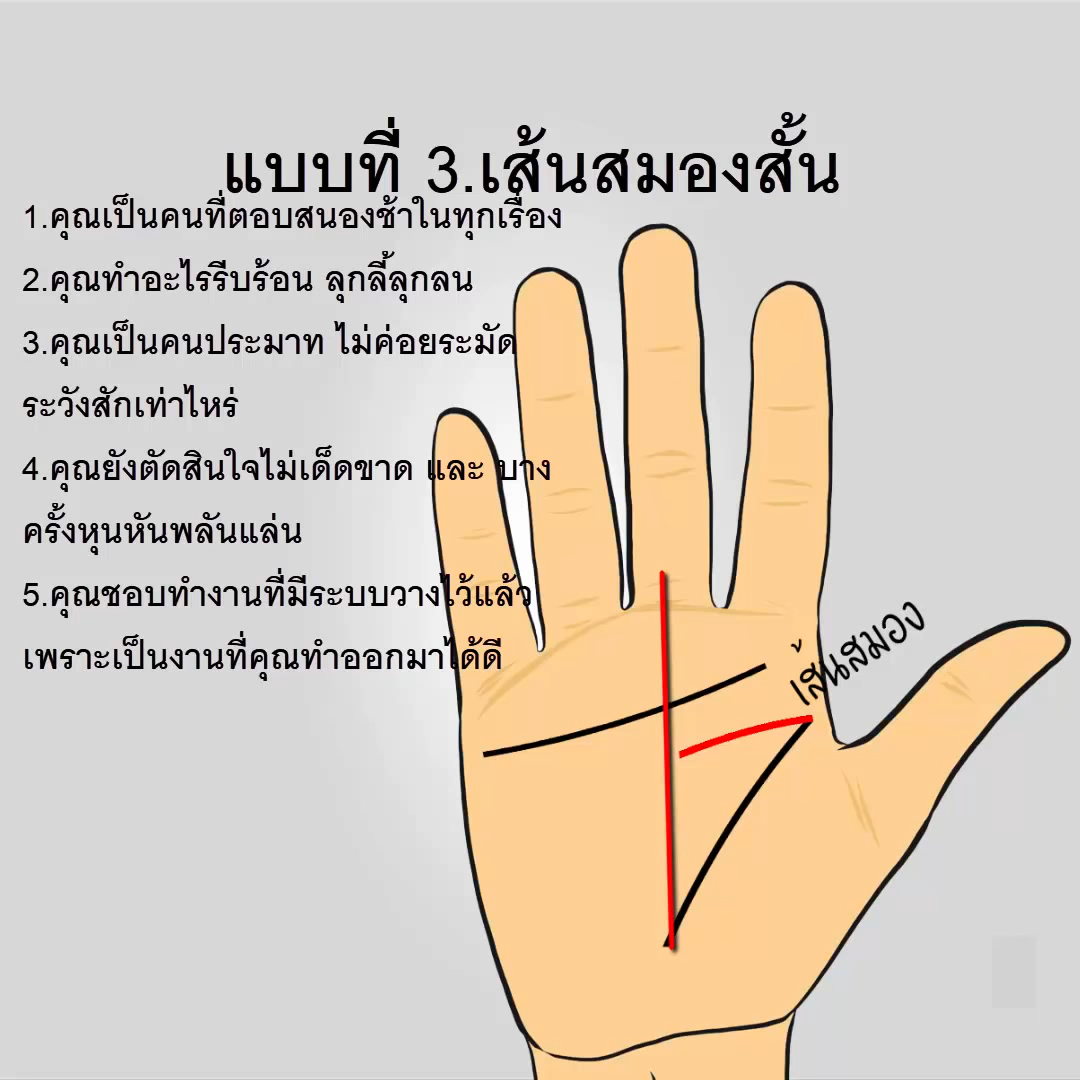 แบบที่ 3.เส้นสมองสั้น
1.คุณเป็นคนที่ตอบสนองช้าในทุกเรื่อง
2.คุณทำอะไรรีบร้อน ลุกลี้ลุกลน
3.คุณเป็นคนประมาท ไม่ค่อยระมัด
ระวังสักเท่าไหร่
4.คุณยังตัดสินใจไม่เด็ดขาด และ บาง
ครั้งหุนหันพลันแล่น
5.คุณชอบทำงานที่มีระบบวางไว้แล้ว
เพราะเป็นงานที่คุณทำออกมาได้ดี
เส้นสมอง